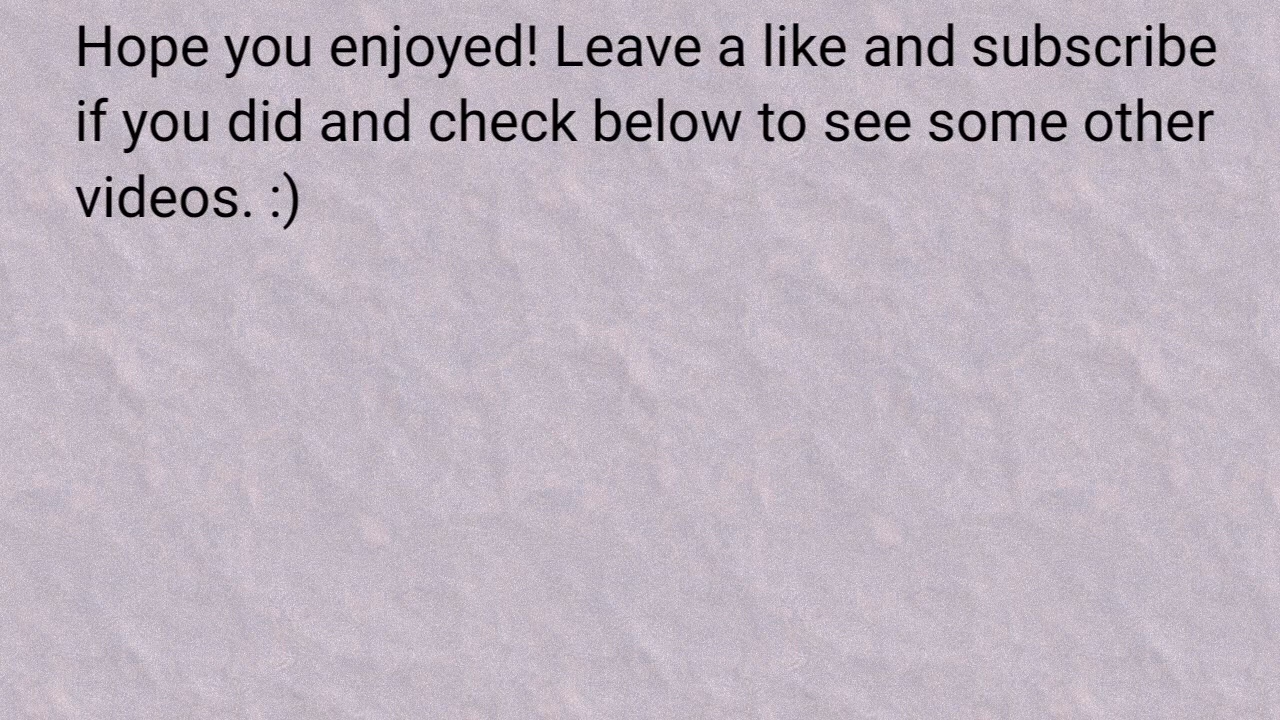 Hope you enjoyed! Leave a like and subscribe
if you did and check below to see some other
videos. :)